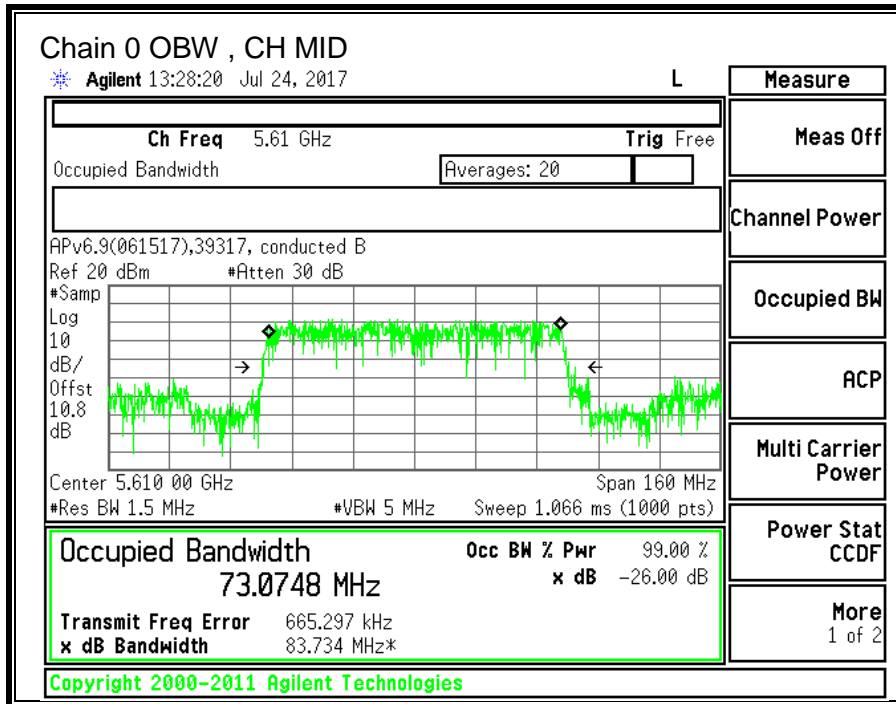 Chain 0 OBW , CH MID
Agilent 13:28:20 Jul 24, 2017 L
Measure
Ch Freq 5.61 GHz Trig Free
Meas Off
Occupied Bandwidth Averages: 20
Channel Power
APv6.9(061517),39317, conducted B
Ref 20 dBm #Atten 30 dB
#Samp
Log
10
dB/
Offst
10.8
dB
Occupied BW
ACP
Center 5.610 00 GHz Span 160 MHz
#Res BW 1.5 MHz #VBW 5 MHz Sweep 1.066 ms (1000 pts)
Multi Carrier
Power
Occupied Bandwidth Occ BW % Pwr 99.00 %
73.0748 MHz x dB -26.00 dB
Power Stat
CCDF
Transmit Freq Error 665.297 kHz
x dB Bandwidth 83.734 MHz*
More
1 of 2
Copyright 2000-2011 Agilent Technologies